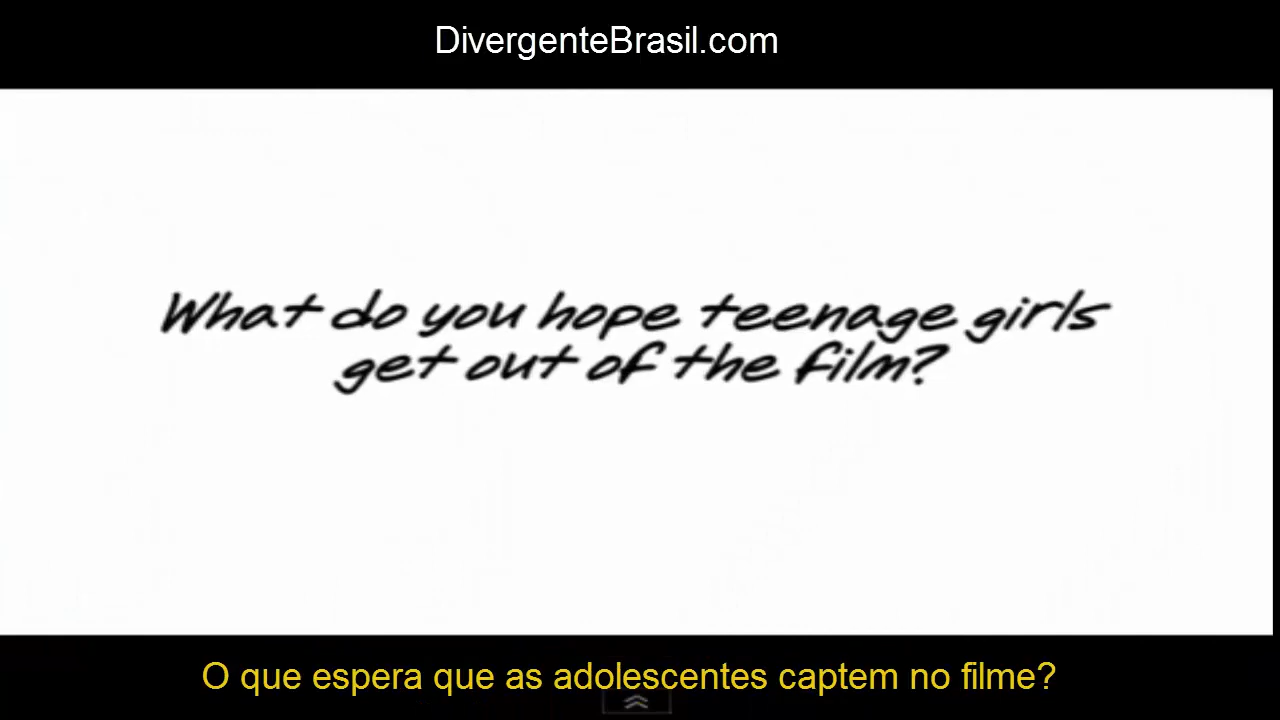 DivergenteBrasil.com
What do you hope teenage girls
get out of the film?
O que espera que as adolescentes captem no filme?